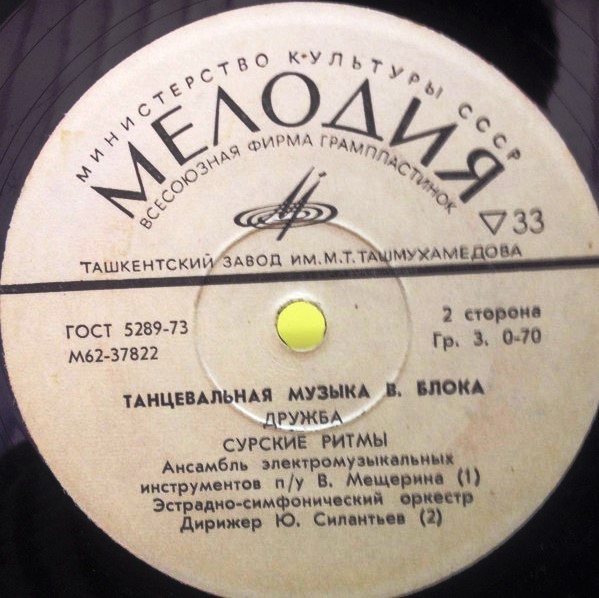 МИНИСТЕРСТВО КУЛЬТУРЫ СССР
МЕЛОДИЯ
ВСЕСОЮЗНАЯ ФИРМА ГРАМПЛАСТИНОК
33
ТАШКЕНТСКИЙ ЗАВОД ИМ. М.Т. ТАШМУХАМЕДОВА
ГОСТ 5289-73
М62-37822
2 сторона
Гр. 3. 0-70
ТАНЦЕВАЛЬНАЯ МУЗЫКА В. БЛОКА
ДРУЖБА
СУРСКИЕ РИТМЫ
Ансамбль электромузыкальных
инструментов п/у В. Мещерина (1)
Эстрадно-симфонический оркестр
Дирижер Ю. Силантьев (2)